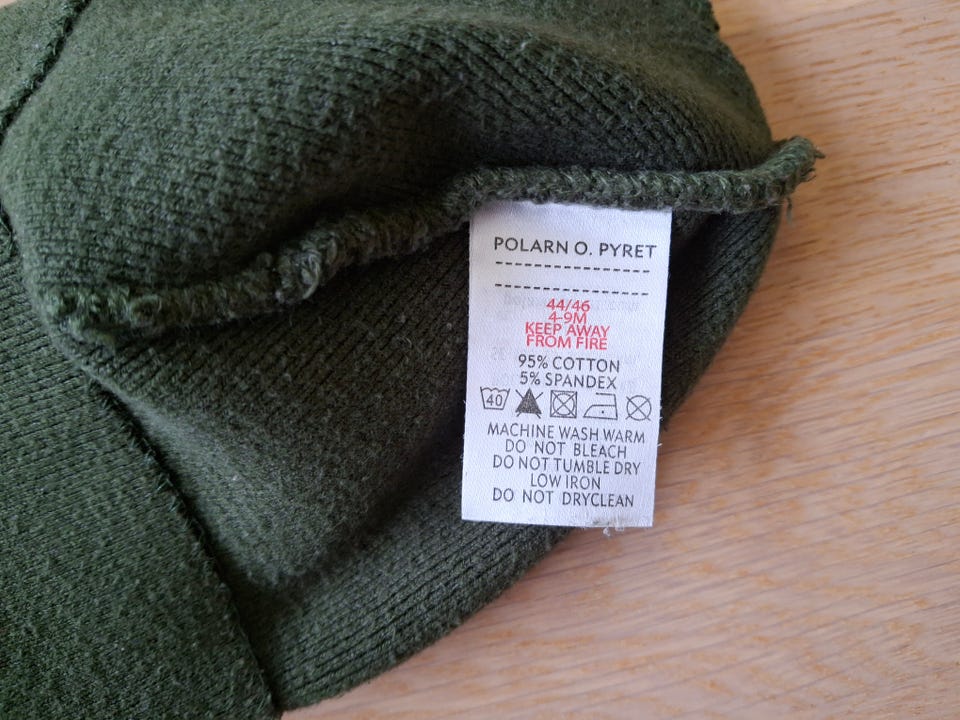 POLARN O. PYRET
44/46
4-9M
KEEP AWAY
FROM FIRE
95% COTTON
5% SPANDEX
40
MACHINE WASH WARM
DO NOT BLEACH
DO NOT TUMBLE DRY
LOW IRON
DO NOT DRYCLEAN